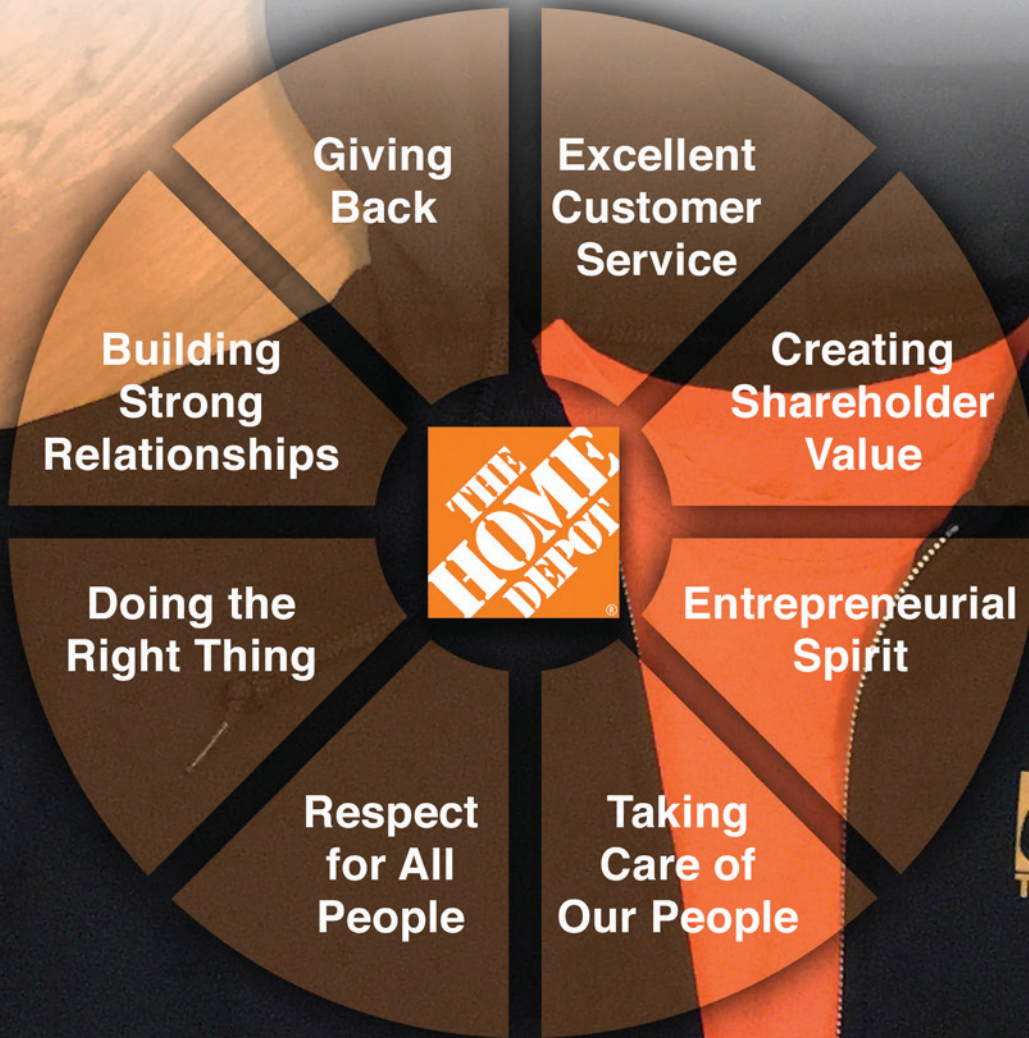 Giving
Back
Excellent
Customer
Service
Creating
Shareholder
Value
Entrepreneurial
Spirit
Taking
Care of
Our People
Respect
for All
People
Doing the
Right Thing
Building
Strong
Relationships
THE
HOME
DEPOT
®